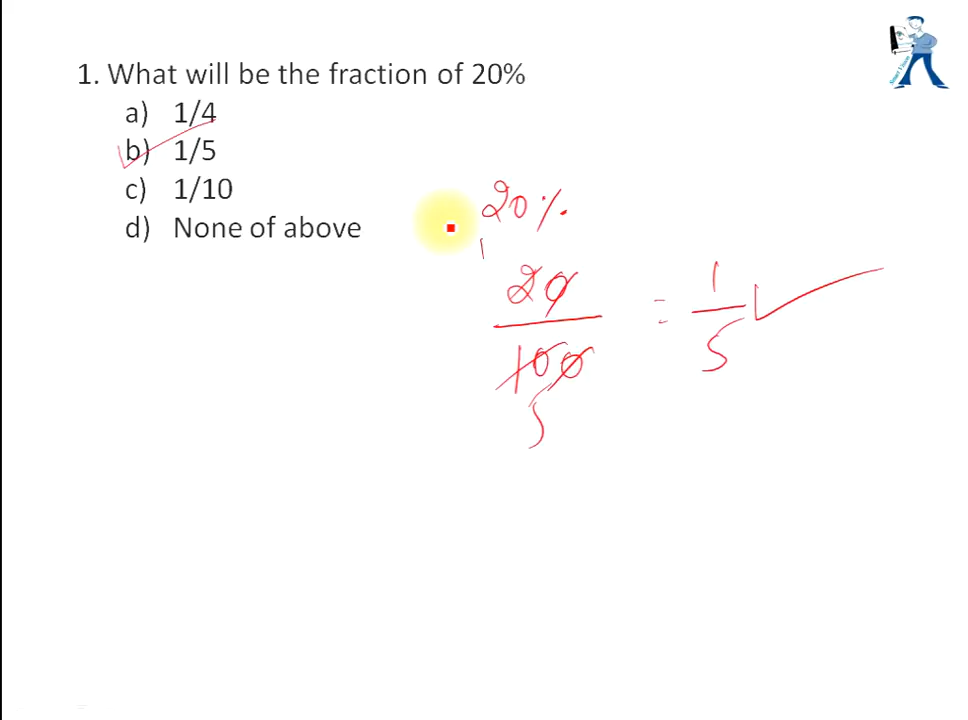 1. What will be the fraction of 20%
a) 1/4
b) 1/5
c) 1/10
d) None of above
20%
1
20
100
5
= 1/5